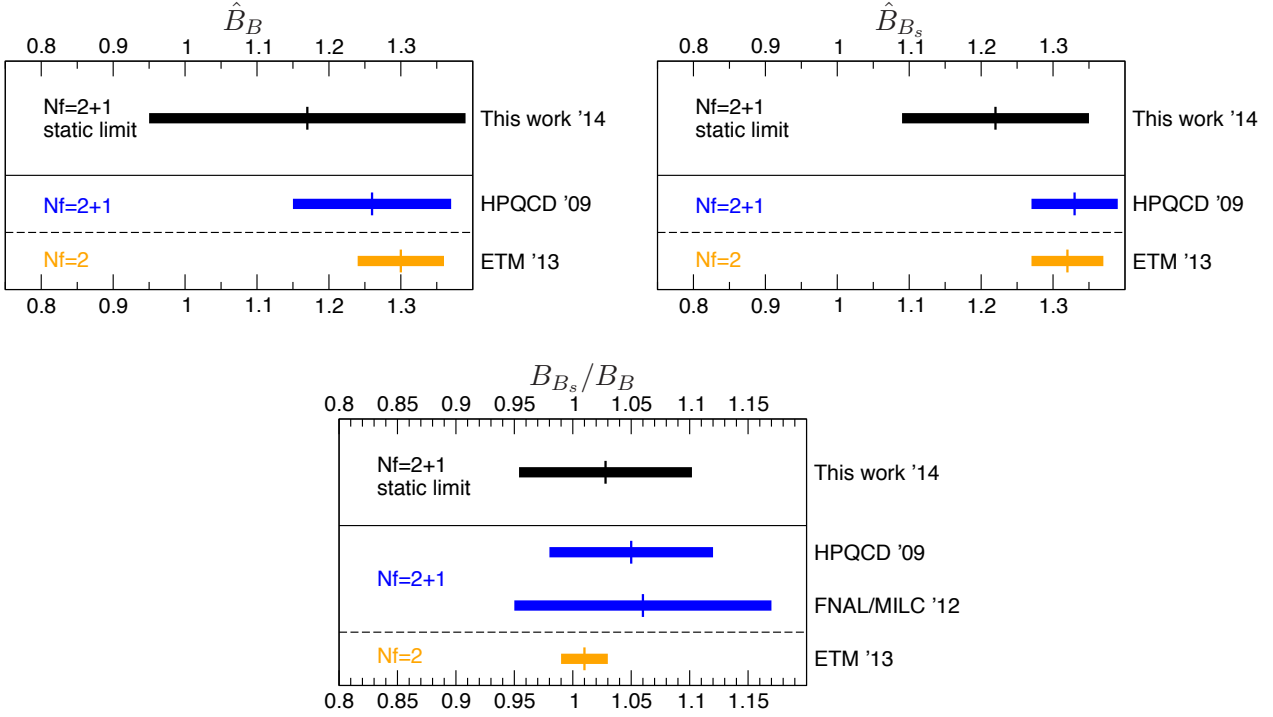 B̂_B
0.8 0.9 1 1.1 1.2 1.3
Nf=2+1
static limit
This work ’14
Nf=2+1
HPQCD ’09
Nf=2
ETM ’13
0.8 0.9 1 1.1 1.2 1.3
B̂_{B_s}
0.8 0.9 1 1.1 1.2 1.3
Nf=2+1
static limit
This work ’14
Nf=2+1
HPQCD ’09
Nf=2
ETM ’13
0.8 0.9 1 1.1 1.2 1.3
B_{B_s}/B_B
0.8 0.85 0.9 0.95 1 1.05 1.1 1.15
Nf=2+1
static limit
This work ’14
HPQCD ’09
Nf=2+1
FNAL/MILC ’12
Nf=2
ETM ’13
0.8 0.85 0.9 0.95 1 1.05 1.1 1.15